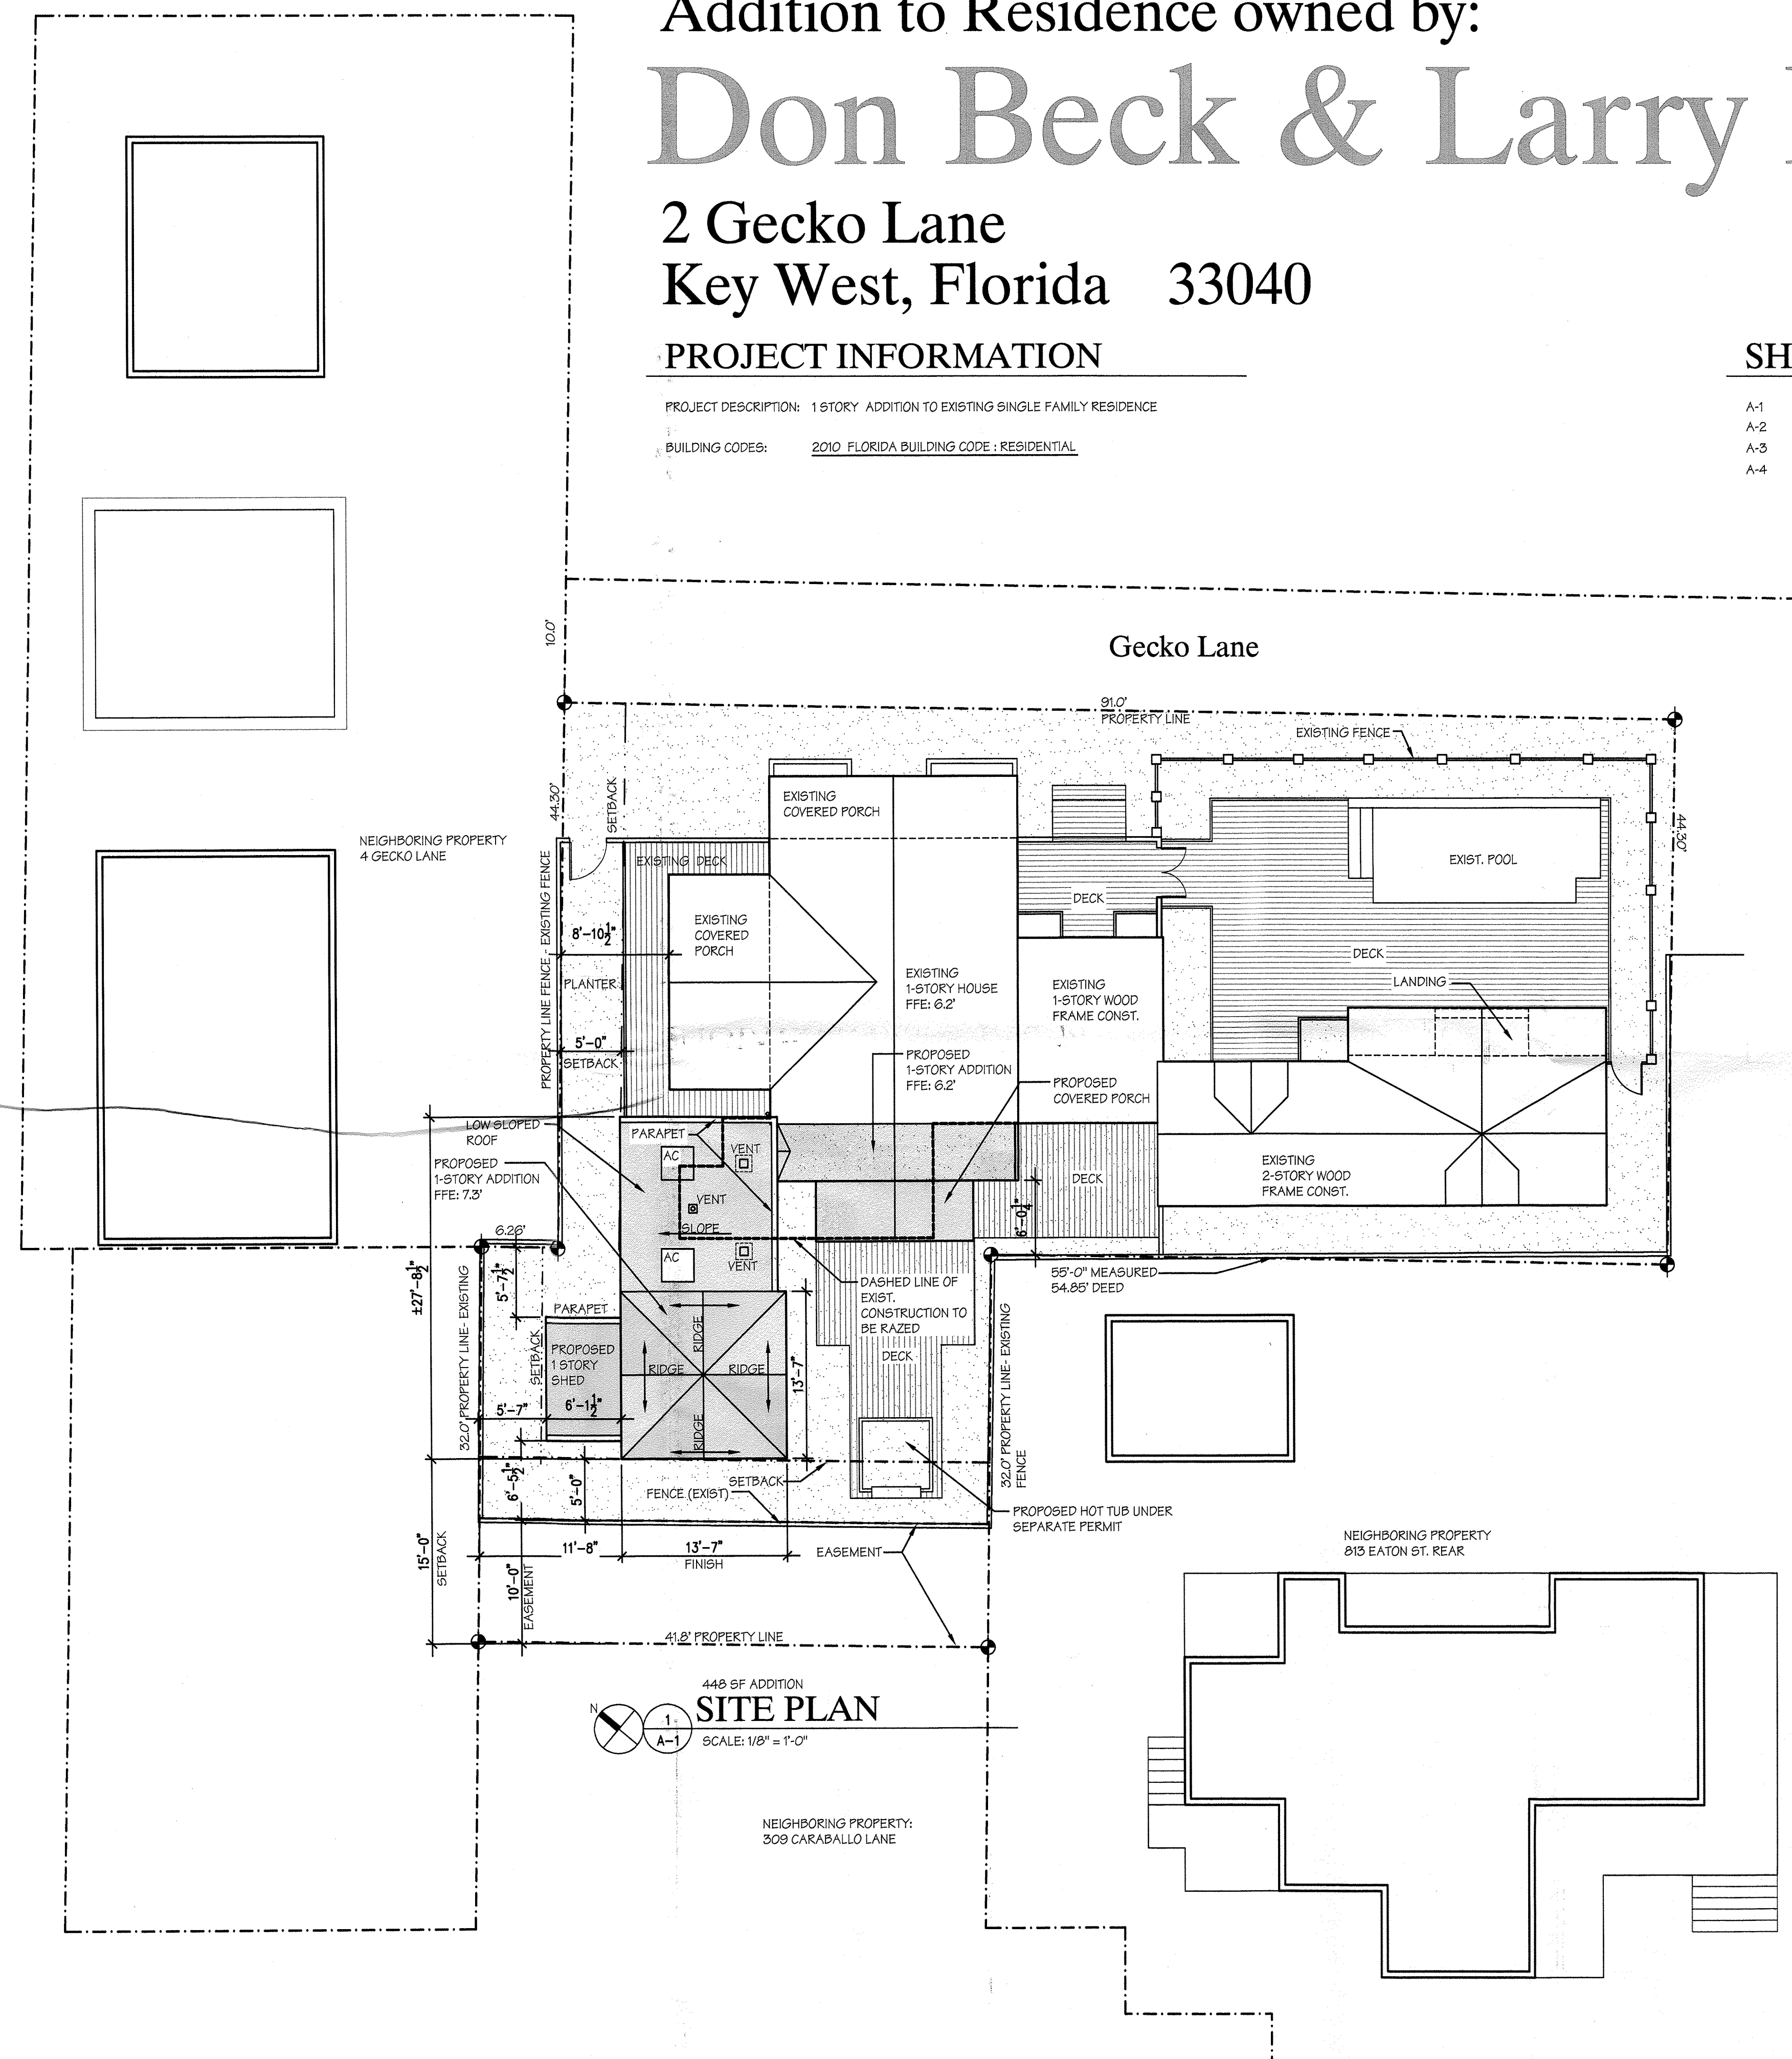 Addition to Residence owned by:
Don Beck & Larry
2 Gecko Lane
Key West, Florida 33040
PROJECT INFORMATION
SH
PROJECT DESCRIPTION: 1 STORY ADDITION TO EXISTING SINGLE FAMILY RESIDENCE
BUILDING CODES: 2010 FLORIDA BUILDING CODE : RESIDENTIAL
A-1
A-2
A-3
A-4
10.0'
Gecko Lane
91.0'
PROPERTY LINE
EXISTING FENCE
44.30'
SETBACK
EXISTING
COVERED PORCH
44.30'
NEIGHBORING PROPERTY
4 GECKO LANE
EXISTING DECK
EXIST. POOL
PROPERTY LINE FENCE - EXISTING FENCE
8'-10½"
EXISTING
COVERED
PORCH
DECK
DECK
PLANTER
EXISTING
1-STORY HOUSE
FFE: 6.2'
EXISTING
1-STORY WOOD
FRAME CONST.
LANDING
5'-0"
SETBACK
PROPOSED
1-STORY ADDITION
FFE: 6.2'
PROPOSED
COVERED PORCH
LOW SLOPED
ROOF
PARAPET
AC
VENT
PROPOSED
1-STORY ADDITION
FFE: 7.3'
VENT
SLOPE
AC
VENT
DECK
6'-0¼"
EXISTING
2-STORY WOOD
FRAME CONST.
6.26'
±27'-8½"
5'-7½"
DASHED LINE OF
EXIST.
CONSTRUCTION TO
BE RAZED
55'-0" MEASURED
54.85' DEED
32.0' PROPERTY LINE- EXISTING
PARAPET
SETBACK
PROPOSED
1 STORY
SHED
6'-1½"
5'-7"
RIDGE
RIDGE
RIDGE
RIDGE
13'-7"
DECK
32.0' PROPERTY LINE- EXISTING
FENCE
6'-5½"
5'-0"
SETBACK
FENCE (EXIST)
PROPOSED HOT TUB UNDER
SEPARATE PERMIT
15'-0"
SETBACK
10'-0"
EASEMENT
11'-8"
13'-7"
FINISH
EASEMENT
NEIGHBORING PROPERTY
813 EATON ST. REAR
41.8' PROPERTY LINE
448 SF ADDITION
N
1
A-1
SITE PLAN
SCALE: 1/8" = 1'-0"
NEIGHBORING PROPERTY:
309 CARABALLO LANE